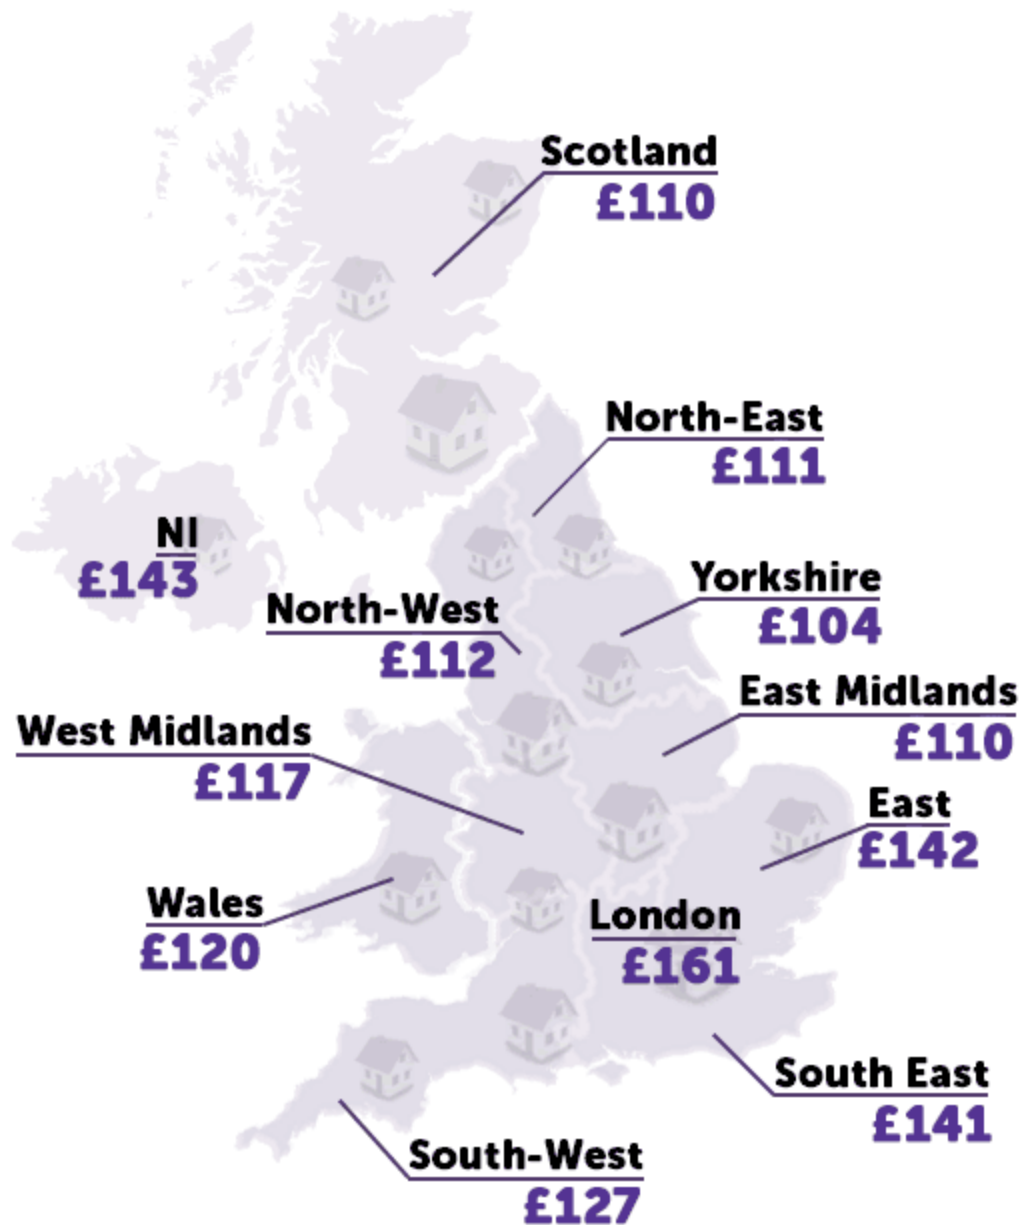 Scotland
£110
North-East
£111
NI
£143
Yorkshire
£104
North-West
£112
East Midlands
£110
West Midlands
£117
East
£142
Wales
£120
London
£161
South East
£141
South-West
£127